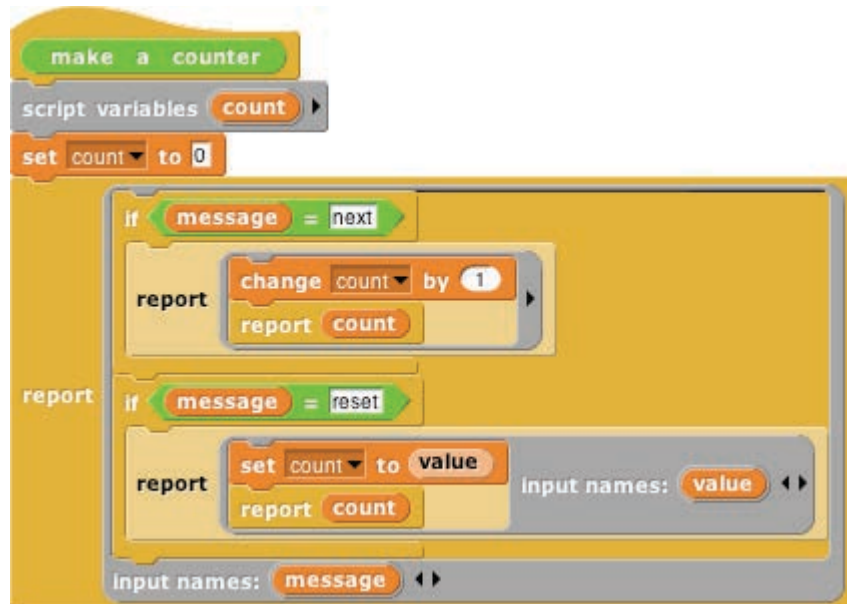 make a counter
script variables count
set count to 0
if message = next
change count by 1
report
report count
report
if message = reset
set count to value
report
input names: value
report count
input names: message